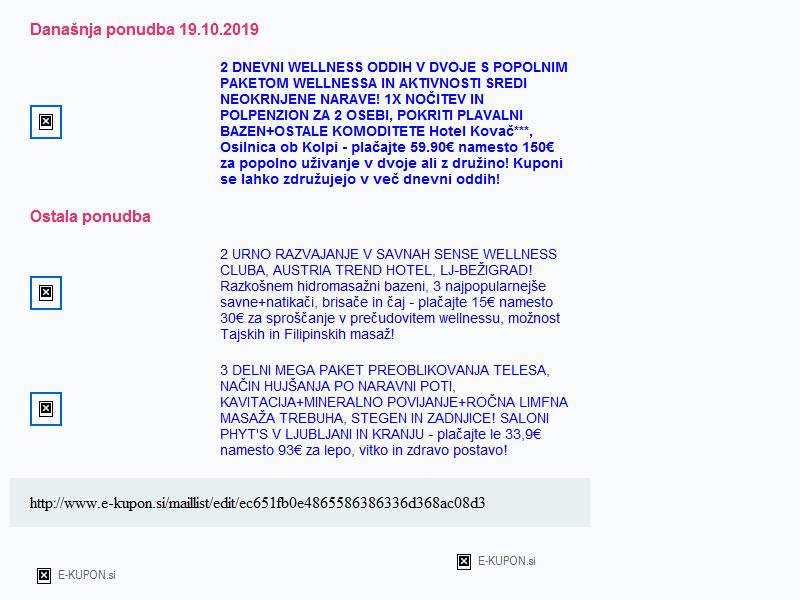 Današnja ponudba 19.10.2019
2 DNEVNI WELLNESS ODDIH V DVOJE S POPOLNIM
PAKETOM WELLNESSA IN AKTIVNOSTI SREDI
NEOKRNJENE NARAVE! 1X NOČITEV IN
POLPENZION ZA 2 OSEBI, POKRITI PLAVALNI
BAZEN+OSTALE KOMODITETE Hotel Kovač***,
Osilnica ob Kolpi - plačajte 59.90€ namesto 150€
za popolno uživanje v dvoje ali z družino! Kuponi
se lahko združujejo v več dnevni oddih!
Ostala ponudba
2 URNO RAZVAJANJE V SAVNAH SENSE WELLNESS
CLUBA, AUSTRIA TREND HOTEL, LJ-BEŽIGRAD!
Razkošnem hidromasažni bazeni, 3 najpopularnejše
savne+natikači, brisače in čaj - plačajte 15€ namesto
30€ za sproščanje v prečudovitem wellnessu, možnost
Tajskih in Filipinskih masaž!
3 DELNI MEGA PAKET PREOBLIKOVANJA TELESA,
NAČIN HUJŠANJA PO NARAVNI POTI,
KAVITACIJA+MINERALNO POVIJANJE+ROČNA LIMFNA
MASAŽA TREBUHA, STEGEN IN ZADNJICE! SALONI
PHYT'S V LJUBLJANI IN KRANJU - plačajte le 33,9€
namesto 93€ za lepo, vitko in zdravo postavo!
http://www.e-kupon.si/maillist/edit/ec651fb0e4865586386336d368ac08d3
E-KUPON.si
E-KUPON.si